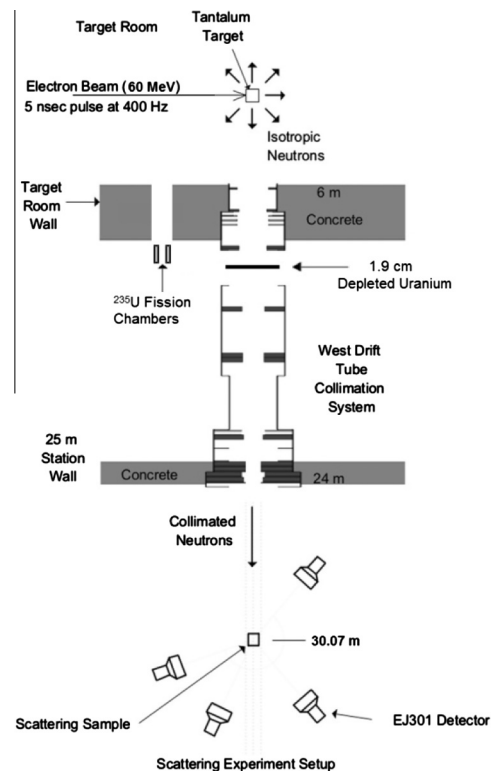 Target Room
Tantalum
Target
Electron Beam (60 MeV)
5 nsec pulse at 400 Hz
Isotropic
Neutrons
6 m
Target
Room
Wall
Concrete
1.9 cm
Depleted Uranium
²³⁵U Fission
Chambers
West Drift
Tube
Collimation
System
25 m
Station
Wall
Concrete
24 m
Collimated
Neutrons
30.07 m
Scattering Sample
EJ301 Detector
Scattering Experiment Setup